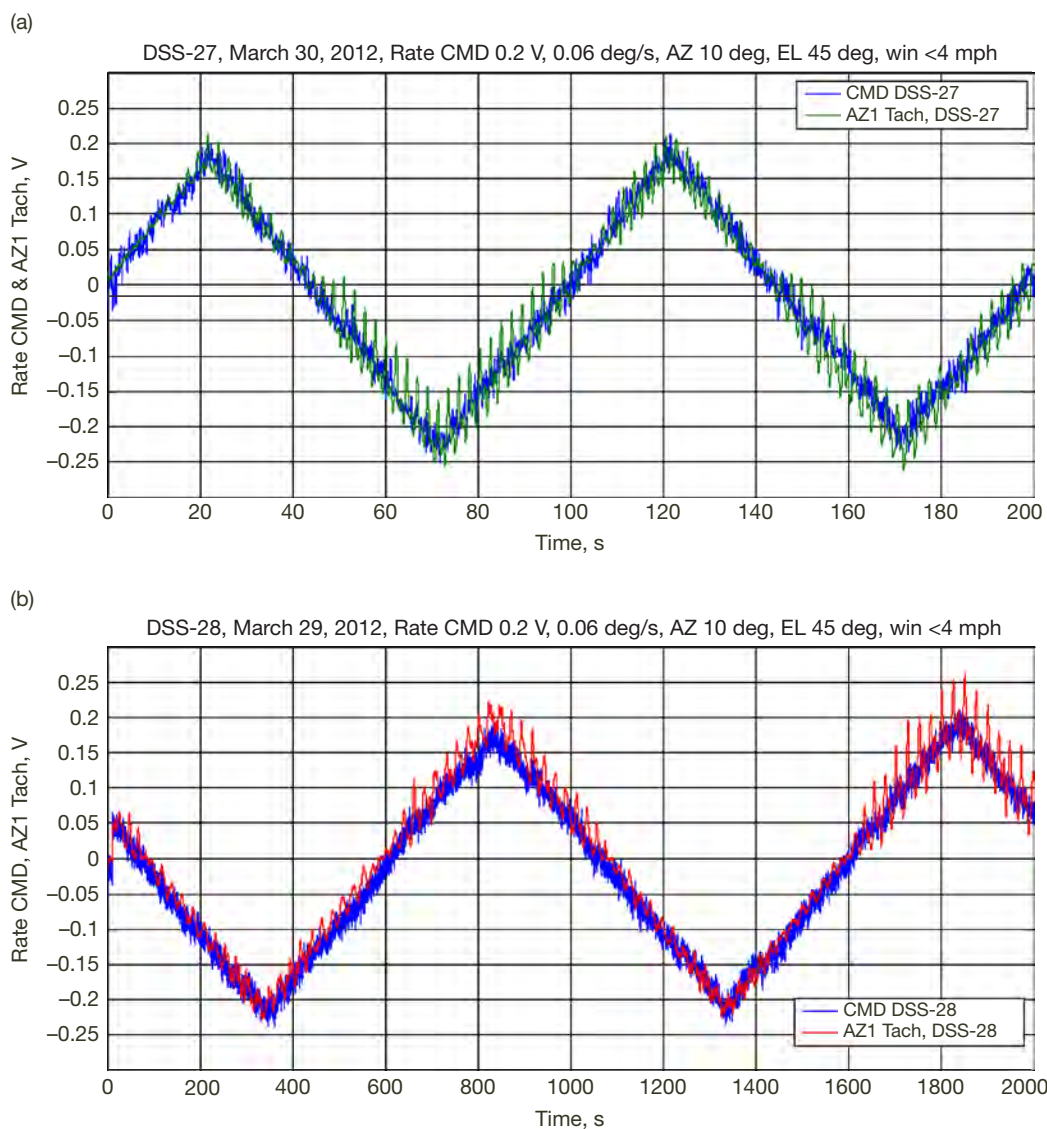 (a)
DSS-27, March 30, 2012, Rate CMD 0.2 V, 0.06 deg/s, AZ 10 deg, EL 45 deg, win <4 mph
CMD DSS-27
AZ1 Tach, DSS-27
Rate CMD & AZ1 Tach, V
0.25
0.2
0.15
0.1
0.05
0
–0.05
–0.1
–0.15
–0.2
–0.25
0 20 40 60 80 100 120 140 160 180 200
Time, s
(b)
DSS-28, March 29, 2012, Rate CMD 0.2 V, 0.06 deg/s, AZ 10 deg, EL 45 deg, win <4 mph
Rate CMD, AZ1 Tach, V
0.25
0.2
0.15
0.1
0.05
0
–0.05
–0.1
–0.15
–0.2
–0.25
CMD DSS-28
AZ1 Tach, DSS-28
0 200 400 600 800 1000 1200 1400 1600 1800 2000
Time, s